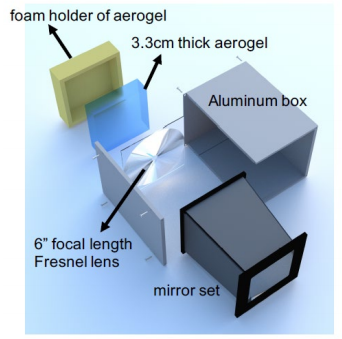 foam holder of aerogel
3.3cm thick aerogel
Aluminum box
6” focal length
Fresnel lens
mirror set